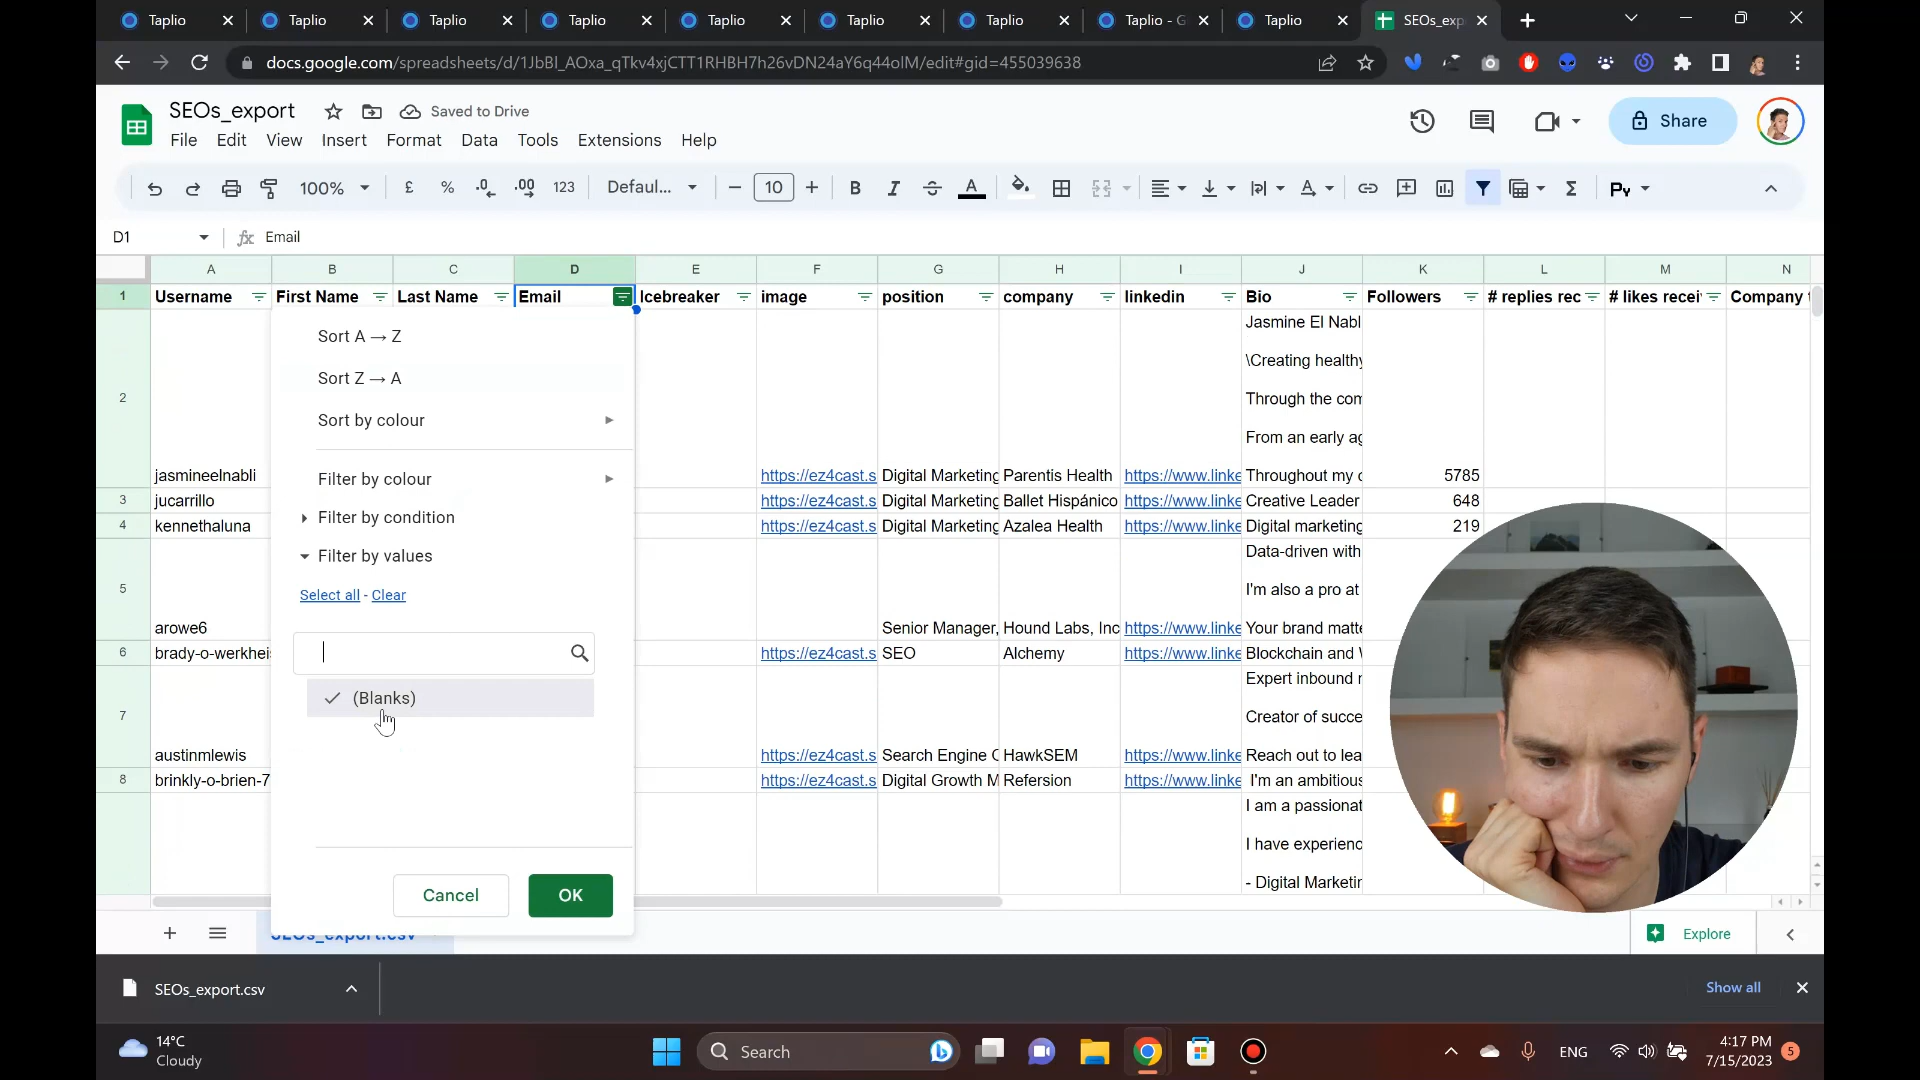 Taplio
Taplio
Taplio
Taplio
Taplio
Taplio
Taplio
Taplio - G
Taplio
SEOs_exp
docs.google.com/spreadsheets/d/1JbBl_AOxa_qTkv4xjCTT1RHBH7h26vDN24aY6q44olM/edit#gid=455039638
SEOs_export
Saved to Drive
File Edit View Insert Format Data Tools Extensions Help
Share
100% £ % .0 .00 123 Defaul... 10
D1 Email
A B C D E F G H I J K L M N
1 Username First Name Last Name Email Icebreaker image position company linkedin Bio Followers # replies rec # likes recei Company t
Sort A → Z
Sort Z → A
Sort by colour
Filter by colour
Filter by condition
Filter by values
Select all - Clear
(Blanks)
Cancel OK
Jasmine El Nabl
\Creating healthy
2 Through the con
From an early ag
jasmineelnabli https://ez4cast.s Digital Marketing Parentis Health https://www.linke Throughout my c 5785
3 jucarrillo https://ez4cast.s Digital Marketing Ballet Hispánico https://www.linke Creative Leader 648
4 kennethaluna https://ez4cast.s Digital Marketing Azalea Health https://www.linke Digital marketing 219
Data-driven with
5 I'm also a pro at
arowe6 Senior Manager, Hound Labs, Inc https://www.linke Your brand matte
6 brady-o-werkhei https://ez4cast.s SEO Alchemy https://www.linke Blockchain and
Expert inbound
7 Creator of succe
austinmlewis https://ez4cast.s Search Engine HawkSEM https://www.linke Reach out to lea
8 brinkly-o-brien-7 https://ez4cast.s Digital Growth Refersion https://www.linke I'm an ambitious
I am a passionat
I have experienc
- Digital Marketin
SEOs_export.csv
Explore
SEOs_export.csv
Show all
14°C
Cloudy
Search
ENG
4:17 PM
7/15/2023
5